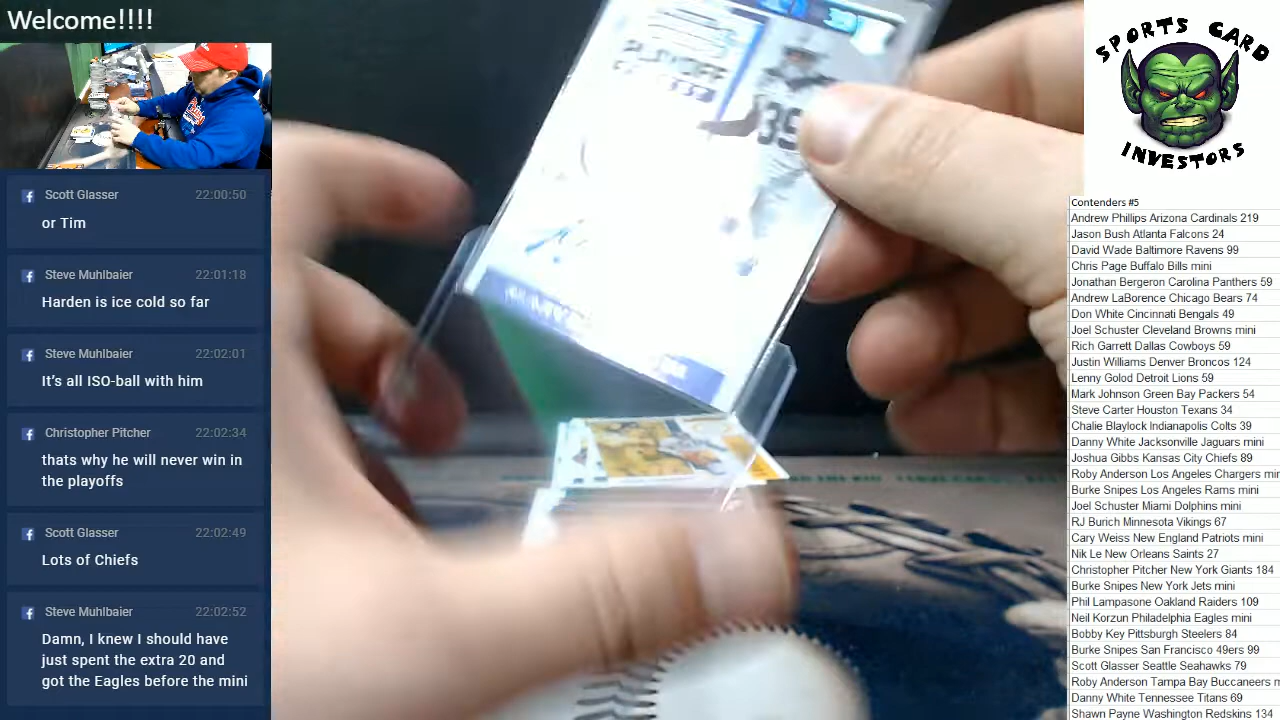 Welcome!!!!
Scott Glasser 22:00:50
or Tim
Steve Muhlbaier 22:01:18
Harden is ice cold so far
Steve Muhlbaier 22:02:01
It's all ISO-ball with him
Christopher Pitcher 22:02:34
thats why he will never win in
the playoffs
Scott Glasser 22:02:49
Lots of Chiefs
Steve Muhlbaier 22:02:52
Damn, I knew I should have
just spent the extra 20 and
got the Eagles before the mini
PLAYOFF
39
SPORTS CARD
INVESTORS
Contenders #5
Andrew Phillips Arizona Cardinals 219
Jason Bush Atlanta Falcons 24
David Wade Baltimore Ravens 99
Chris Page Buffalo Bills mini
Jonathan Bergeron Carolina Panthers 59
Andrew LaBorence Chicago Bears 74
Don White Cincinnati Bengals 49
Joel Schuster Cleveland Browns mini
Rich Garrett Dallas Cowboys 59
Justin Williams Denver Broncos 124
Lenny Golod Detroit Lions 59
Mark Johnson Green Bay Packers 54
Steve Carter Houston Texans 34
Chalie Blaylock Indianapolis Colts 39
Danny White Jacksonville Jaguars mini
Joshua Gibbs Kansas City Chiefs 89
Roby Anderson Los Angeles Chargers mi
Burke Snipes Los Angeles Rams mini
Joel Schuster Miami Dolphins mini
RJ Burich Minnesota Vikings 67
Cary Weiss New England Patriots mini
Nik Le New Orleans Saints 27
Christopher Pitcher New York Giants 184
Burke Snipes New York Jets mini
Phil Lampasone Oakland Raiders 109
Neil Korzun Philadelphia Eagles mini
Bobby Key Pittsburgh Steelers 84
Burke Snipes San Francisco 49ers 99
Scott Glasser Seattle Seahawks 79
Roby Anderson Tampa Bay Buccaneers m
Danny White Tennessee Titans 69
Shawn Payne Washington Redskins 134